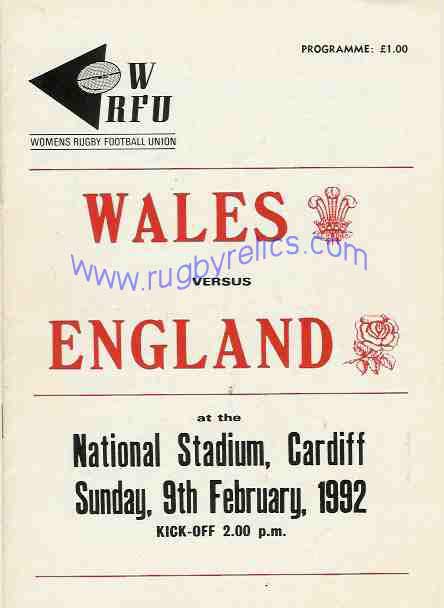 PROGRAMME: £1.00
W
RFU
WOMENS RUGBY FOOTBALL UNION
WALES
www.rugbyrelics.com
VERSUS
ENGLAND
at the
National Stadium, Cardiff
Sunday, 9th February, 1992
KICK-OFF 2.00 p.m.